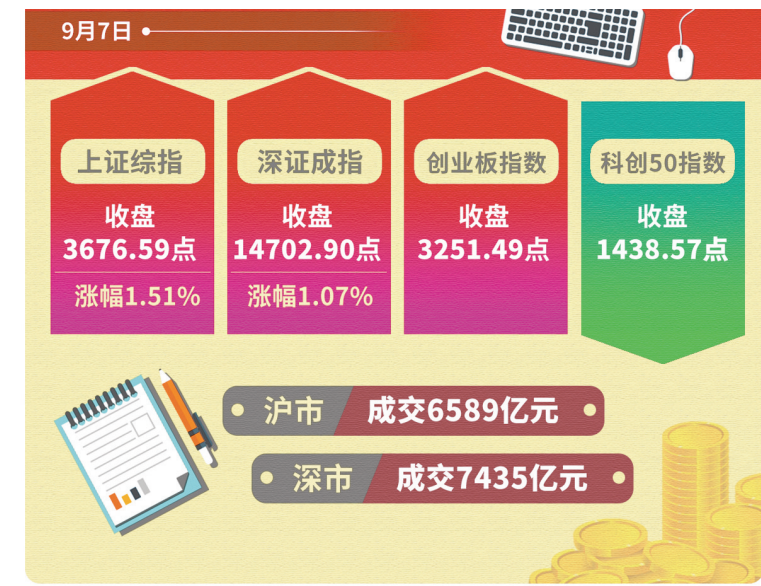 9月7日
上证综指
收盘
3676.59点
涨幅1.51%
深证成指
收盘
14702.90点
涨幅1.07%
创业板指数
收盘
3251.49点
科创50指数
收盘
1438.57点
沪市 成交6589亿元
深市 成交7435亿元